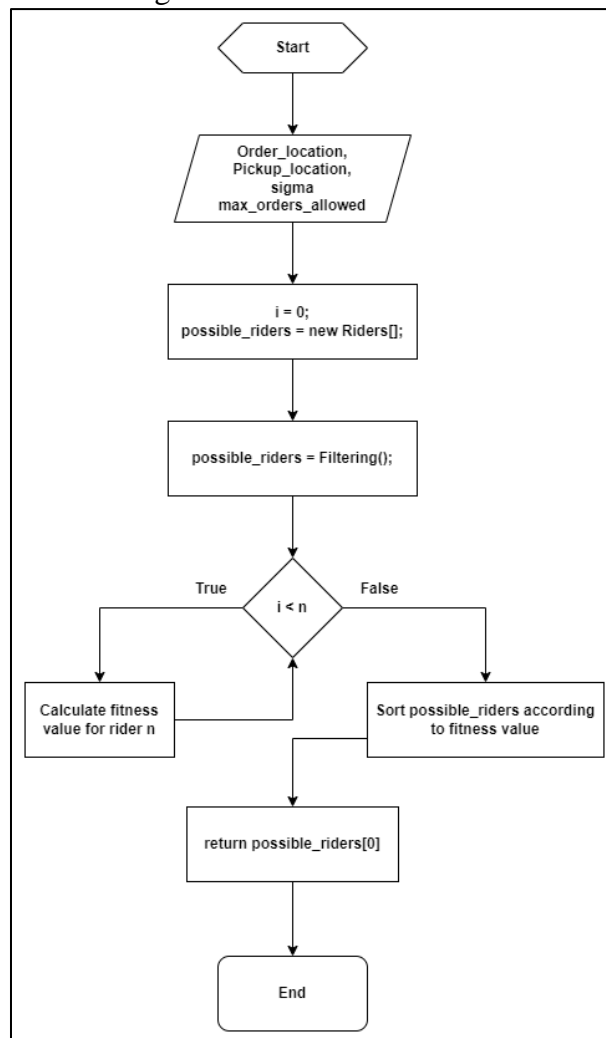 Start
Order_location,
Pickup_location,
sigma
max_orders_allowed
i = 0;
possible_riders = new Riders[];
possible_riders = Filtering();
True
False
i < n
Calculate fitness
value for rider n
Sort possible_riders according
to fitness value
return possible_riders[0]
End